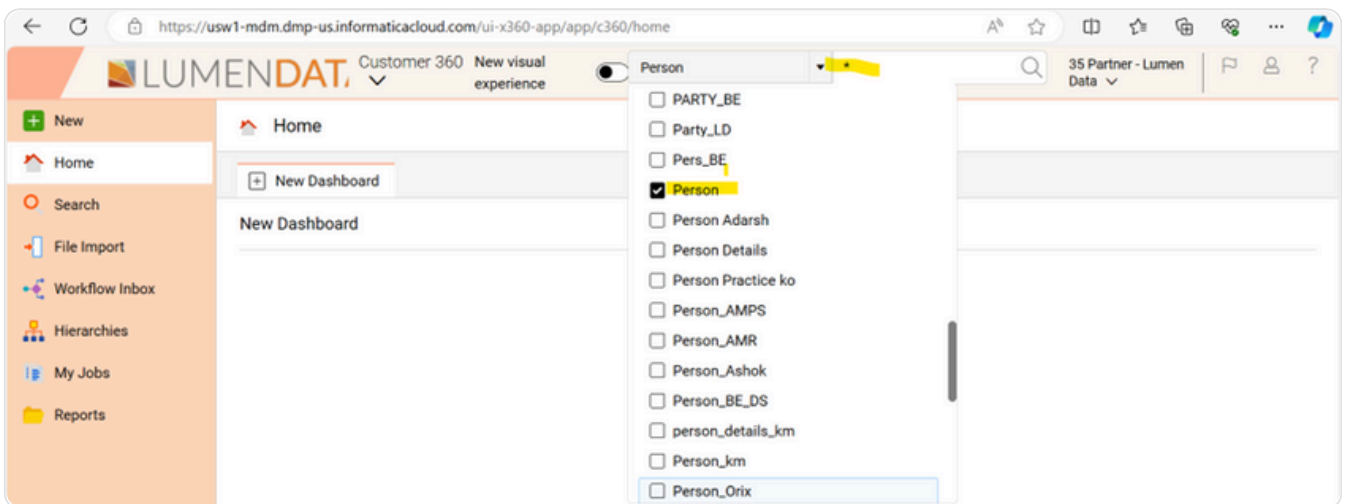 https://usw1-mdm.dmp-us.informaticacloud.com/ui-x360-app/app/c360/home
LUMENDATA
Customer 360
New visual
experience
Person
*
35 Partner - Lumen
Data
?
New
Home
Search
File Import
Workflow Inbox
Hierarchies
My Jobs
Reports
Home
New Dashboard
New Dashboard
PARTY_BE
Party_LD
Pers_BE
Person
Person Adarsh
Person Details
Person Practice ko
Person_AMPS
Person_AMR
Person_Ashok
Person_BE_DS
person_details_km
Person_km
Person_Orix